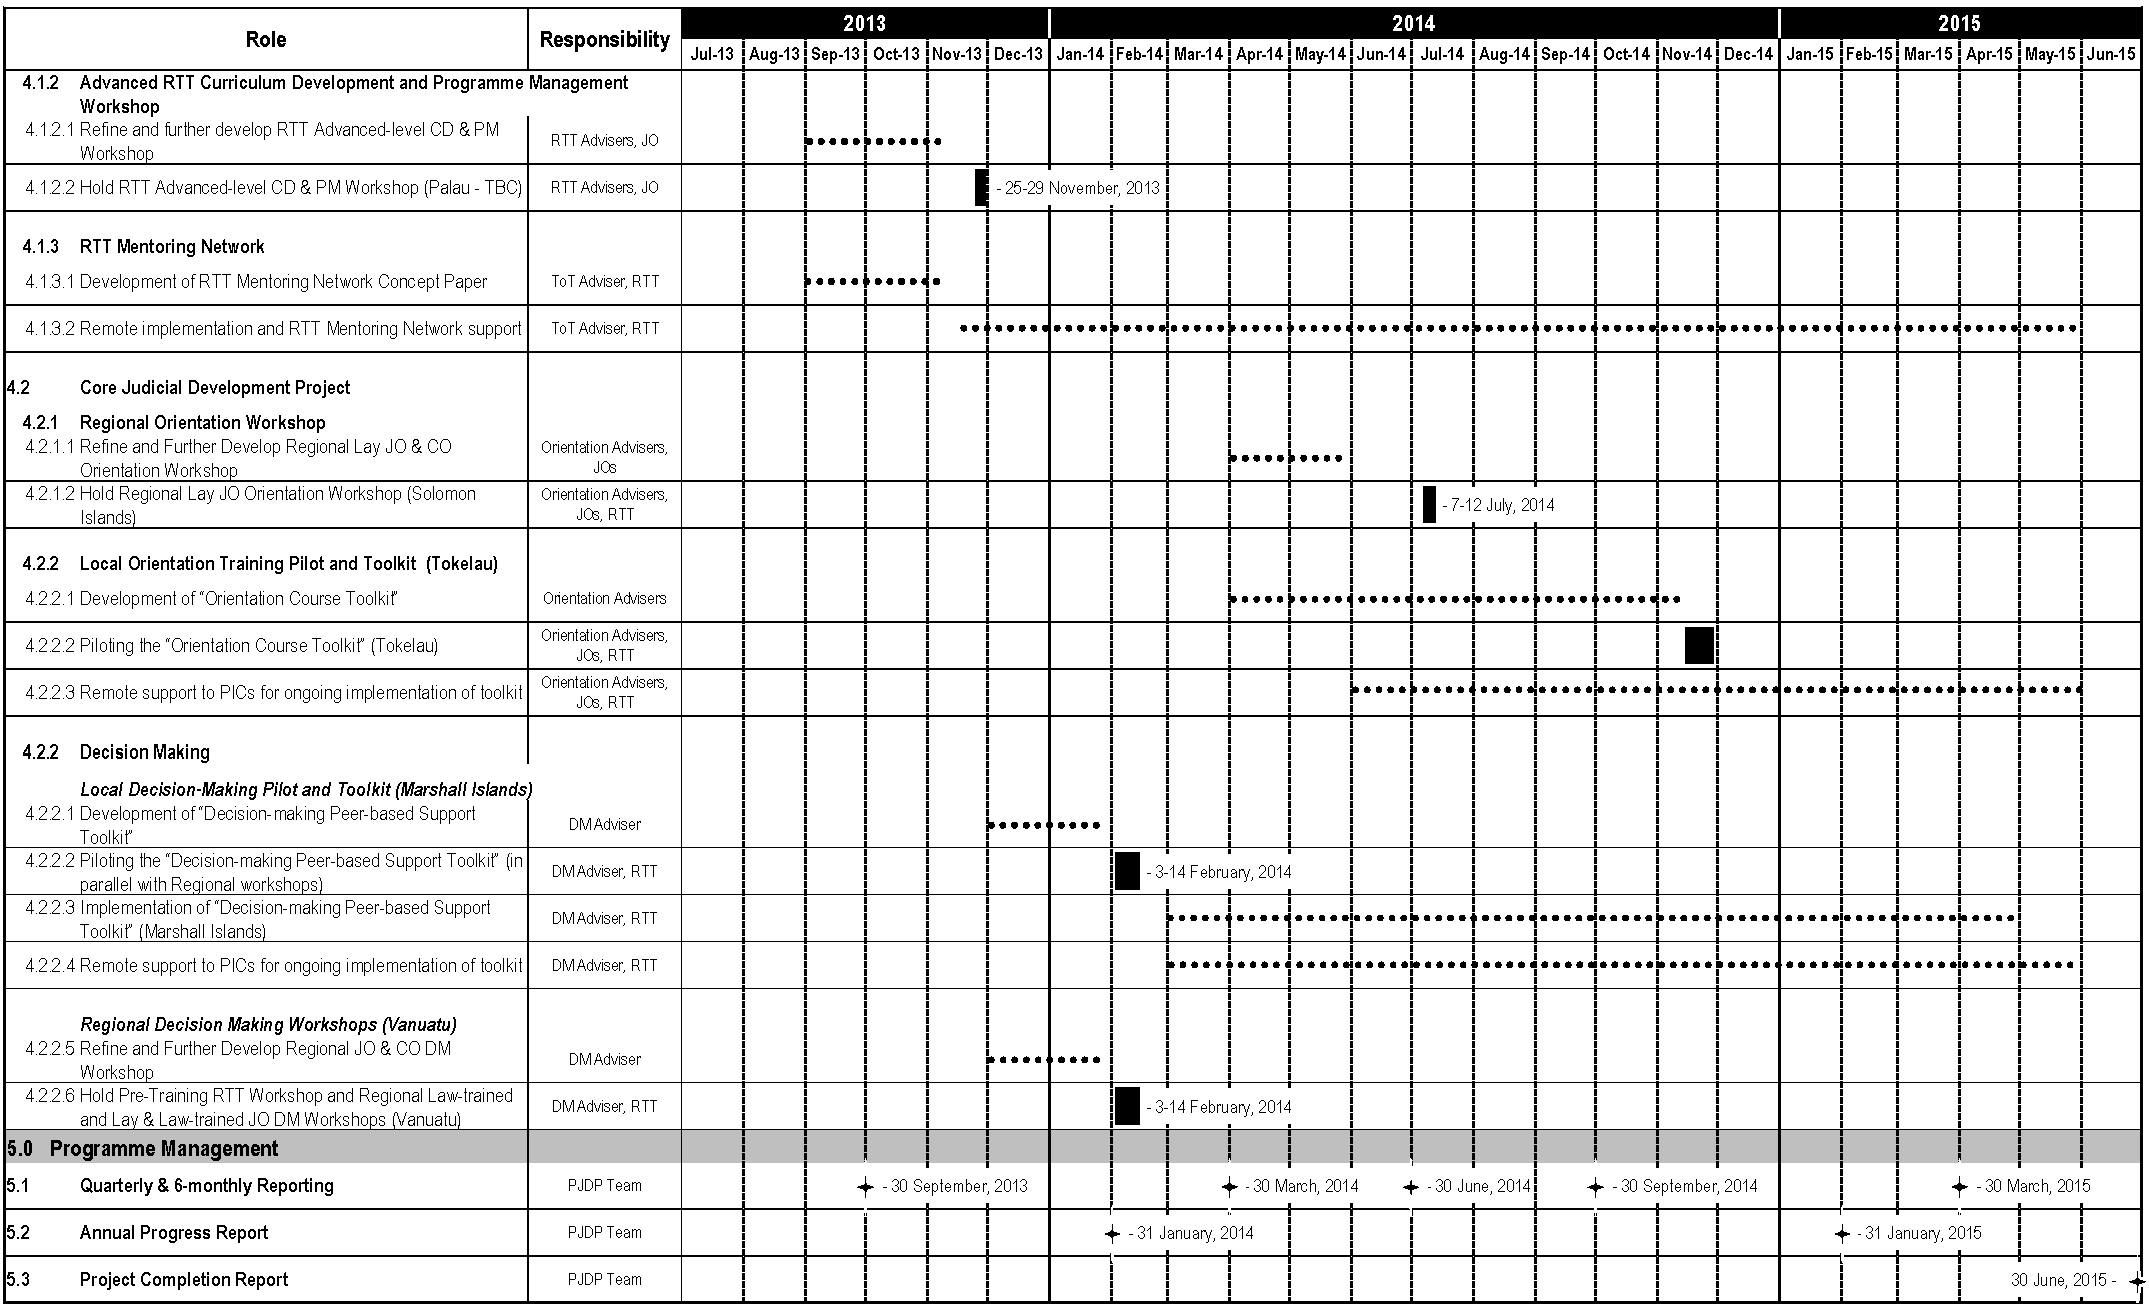 Role
Responsibility
2013
2014
2015
Jul-13 Aug-13 Sep-13 Oct-13 Nov-13 Dec-13 Jan-14 Feb-14 Mar-14 Apr-14 May-14 Jun-14 Jul-14 Aug-14 Sep-14 Oct-14 Nov-14 Dec-14 Jan-15 Feb-15 Mar-15 Apr-15 May-15 Jun-15
4.1.2 Advanced RTT Curriculum Development and Programme Management
Workshop
4.1.2.1 Refine and further develop RTT Advanced-level CD & PM
Workshop
RTT Advisers, JO
4.1.2.2 Hold RTT Advanced-level CD & PM Workshop (Palau - TBC)
RTT Advisers, JO
- 25-29 November, 2013
4.1.3 RTT Mentoring Network
4.1.3.1 Development of RTT Mentoring Network Concept Paper
ToT Adviser, RTT
4.1.3.2 Remote implementation and RTT Mentoring Network support
ToT Adviser, RTT
4.2 Core Judicial Development Project
4.2.1 Regional Orientation Workshop
4.2.1.1 Refine and Further Develop Regional Lay JO & CO
Orientation Workshop
Orientation Advisers,
JOs
4.2.1.2 Hold Regional Lay JO Orientation Workshop (Solomon
Islands)
Orientation Advisers,
JOs, RTT
- 7-12 July, 2014
4.2.2 Local Orientation Training Pilot and Toolkit (Tokelau)
4.2.2.1 Development of “Orientation Course Toolkit”
Orientation Advisers
4.2.2.2 Piloting the “Orientation Course Toolkit” (Tokelau)
Orientation Advisers,
JOs, RTT
4.2.2.3 Remote support to PICs for ongoing implementation of toolkit
Orientation Advisers,
JOs, RTT
4.2.2 Decision Making
Local Decision-Making Pilot and Toolkit (Marshall Islands)
4.2.2.1 Development of “Decision-making Peer-based Support
Toolkit”
DM Adviser
4.2.2.2 Piloting the “Decision-making Peer-based Support Toolkit” (in
parallel with Regional workshops)
DM Adviser, RTT
- 3-14 February, 2014
4.2.2.3 Implementation of “Decision-making Peer-based Support
Toolkit” (Marshall Islands)
DM Adviser, RTT
4.2.2.4 Remote support to PICs for ongoing implementation of toolkit
DM Adviser, RTT
Regional Decision Making Workshops (Vanuatu)
4.2.2.5 Refine and Further Develop Regional JO & CO DM
Workshop
DM Adviser
4.2.2.6 Hold Pre-Training RTT Workshop and Regional Law-trained
and Lay & Law-trained JO DM Workshops (Vanuatu)
DM Adviser, RTT
- 3-14 February, 2014
5.0 Programme Management
5.1 Quarterly & 6-monthly Reporting
PJDP Team
- 30 September, 2013
- 30 March, 2014
- 30 June, 2014
- 30 September, 2014
- 30 March, 2015
5.2 Annual Progress Report
PJDP Team
- 31 January, 2014
- 31 January, 2015
5.3 Project Completion Report
PJDP Team
30 June, 2015 -